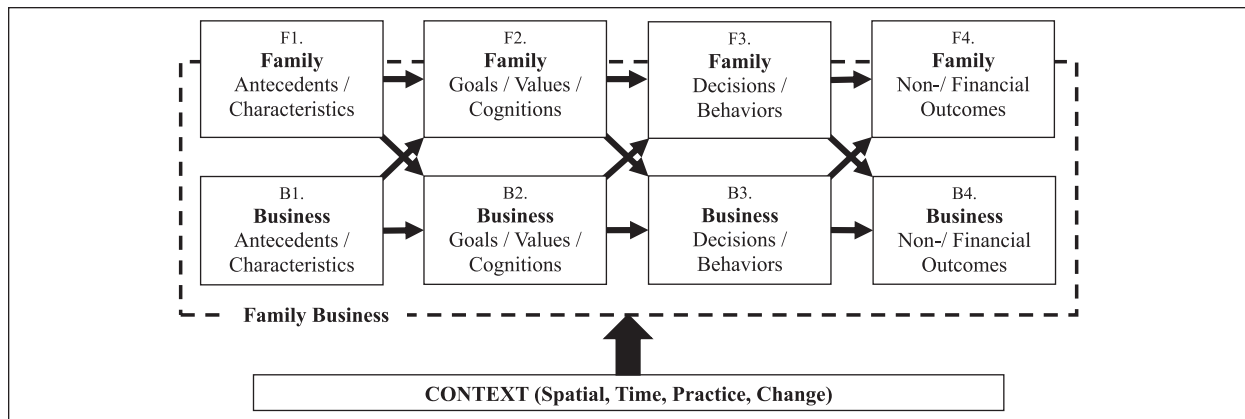 F1.
Family
Antecedents /
Characteristics
F2.
Family
Goals / Values /
Cognitions
F3.
Family
Decisions /
Behaviors
F4.
Family
Non-/ Financial
Outcomes
B1.
Business
Antecedents /
Characteristics
B2.
Business
Goals / Values /
Cognitions
B3.
Business
Decisions /
Behaviors
B4.
Business
Non-/ Financial
Outcomes
Family Business
CONTEXT (Spatial, Time, Practice, Change)